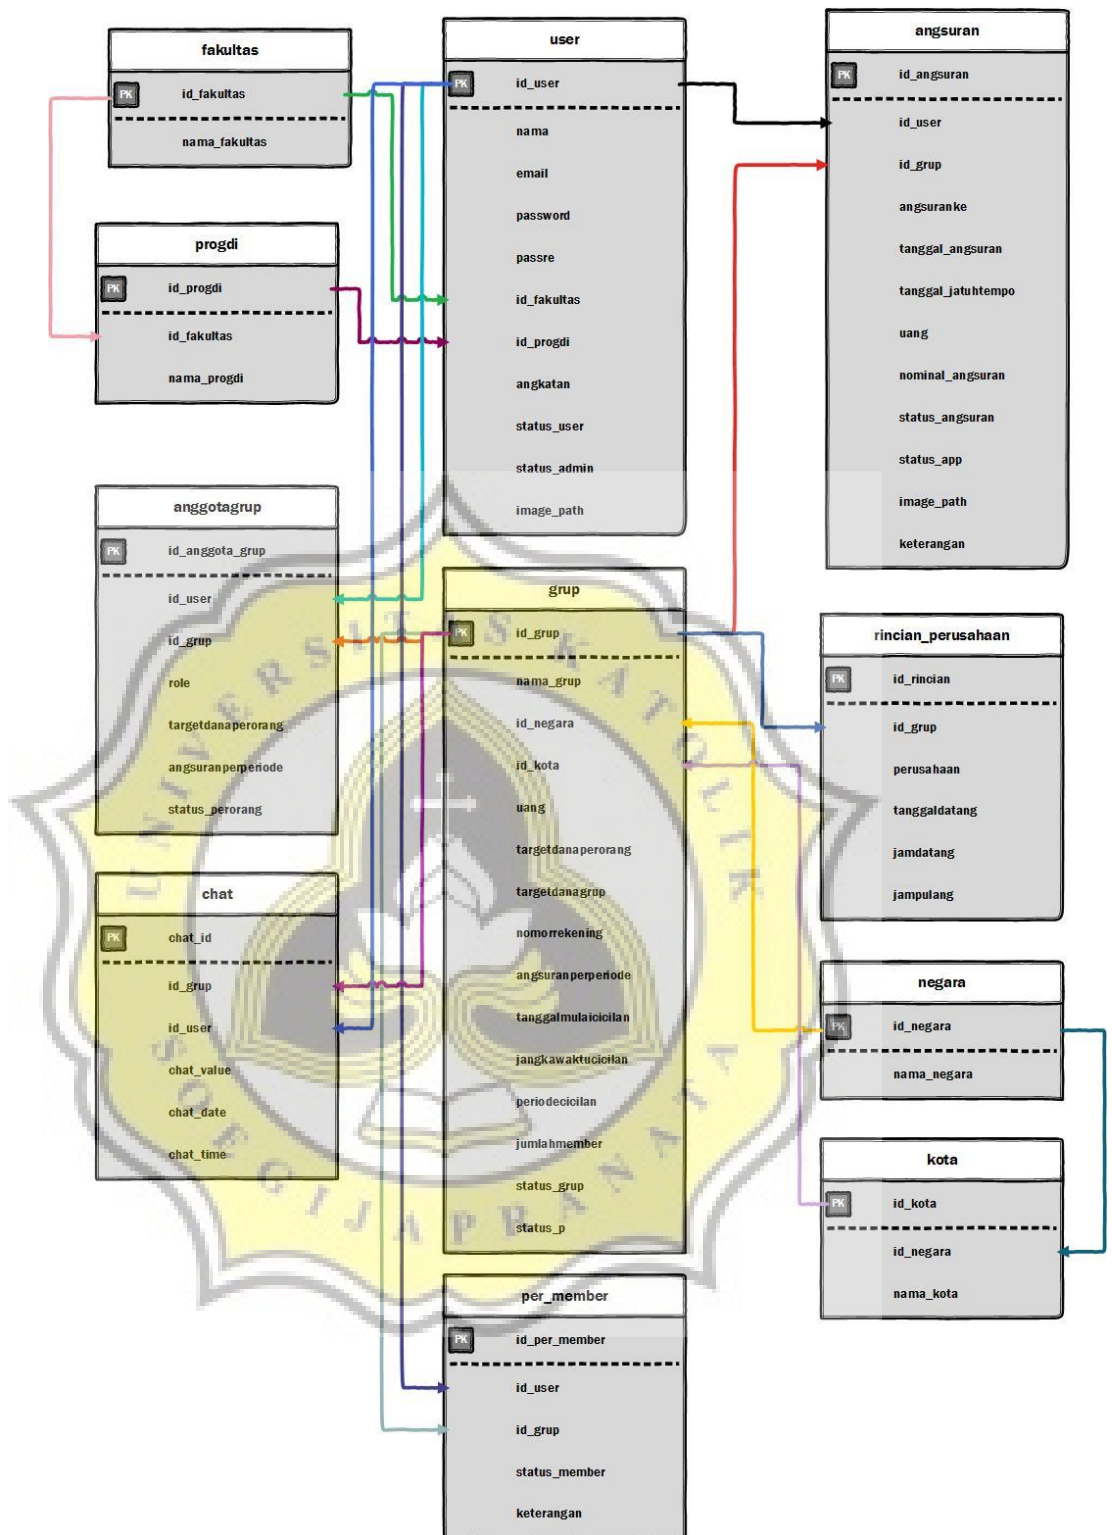 fakultas
PK id_fakultas
nama_fakultas
progdi
PK id_progdi
id_fakultas
nama_progdi
anggotagrup
PK id_anggota_grup
id_user
id_grup
role
targetdanaperorang
angsuranperperiode
status_perorang
chat
PK chat_id
id_grup
id_user
chat_value
chat_date
chat_time
user
PK id_user
nama
email
password
passre
id_fakultas
id_progdi
angkatan
status_user
status_admin
image_path
grup
PK id_grup
nama_grup
id_negara
id_kota
uang
targetdanaperorang
targetdanagrup
nomorrekening
angsuranperperiode
tanggalmulaicicilan
jangkawaktucicilan
periodecicilan
jumlahmember
status_grup
status_p
per_member
PK id_per_member
id_user
id_grup
status_member
keterangan
angsuran
PK id_angsuran
id_user
id_grup
angsuranke
tanggal_angsuran
tanggal_jatuhtempo
uang
nominal_angsuran
status_angsuran
status_app
image_path
keterangan
rincian_perusahaan
PK id_rincian
id_grup
perusahaan
tanggaldatang
jamdatang
jampulang
negara
PK id_negara
nama_negara
kota
PK id_kota
id_negara
nama_kota
UNIVERSITAS KATOLIK
SOEGIJAPRANATA